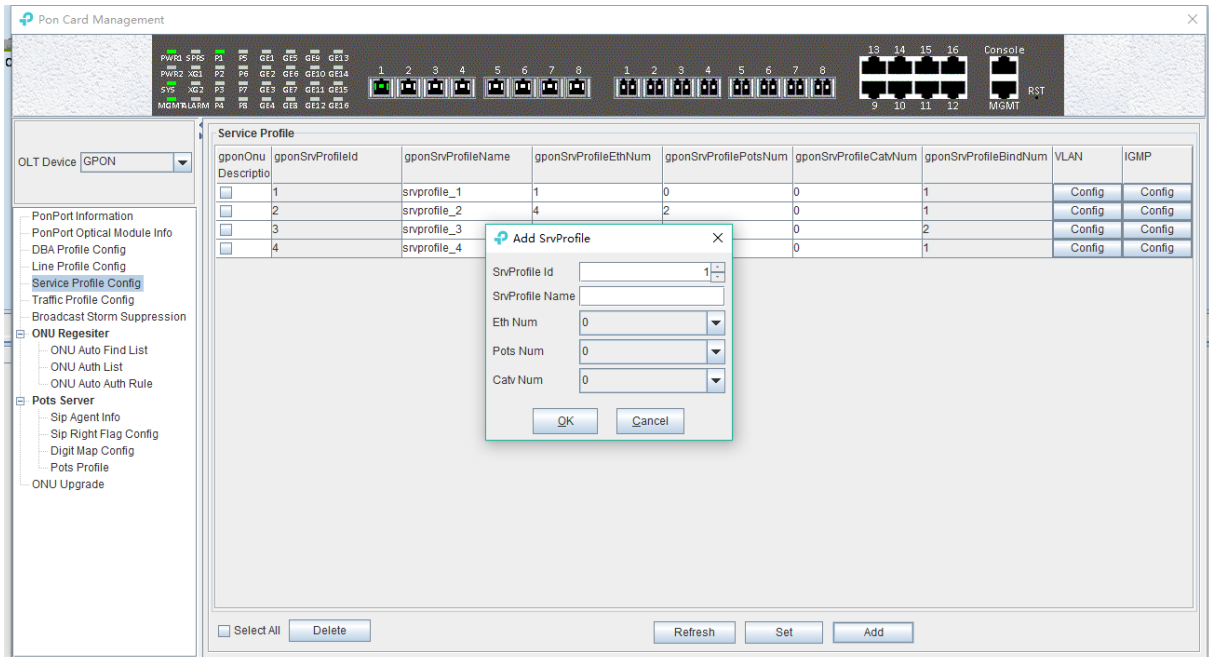 Pon Card Management
PWR1 SPRS P1 P5 GE1 GE5 GE9 GE13
PWR2 XG1 P2 P6 GE2 GE6 GE10 GE14
SYS XG2 P3 P7 GE3 GE7 GE11 GE15
P4 P8 GE4 GE8 GE12 GE16
1 2 3 4 5 6 7 8
1 2 3 4 5 6 7 8
13 14 15 16
9 10 11 12
Console
MGMT
RST
OLT Device GPON
PonPort Information
PonPort Optical Module Info
DBA Profile Config
Line Profile Config
Service Profile Config
Traffic Profile Config
Broadcast Storm Suppression
ONU Regesiter
ONU Auto Find List
ONU Auth List
ONU Auto Auth Rule
Pots Server
Sip Agent Info
Sip Right Flag Config
Digit Map Config
Pots Profile
ONU Upgrade
Service Profile
gponOnu gponSrvProfileId gponSrvProfileName gponSrvProfileEthNum gponSrvProfilePotsNum gponSrvProfileCatvNum gponSrvProfileBindNum VLAN IGMP
Descriptio
1 srvprofile_1 1 0 0 1 Config Config
2 srvprofile_2 4 2 0 1 Config Config
3 srvprofile_3 0 2 Config Config
4 srvprofile_4 0 1 Config Config
Add SrvProfile
SrvProfile Id 1
SrvProfile Name
Eth Num 0
Pots Num 0
Catv Num 0
OK Cancel
Select All Delete Refresh Set Add